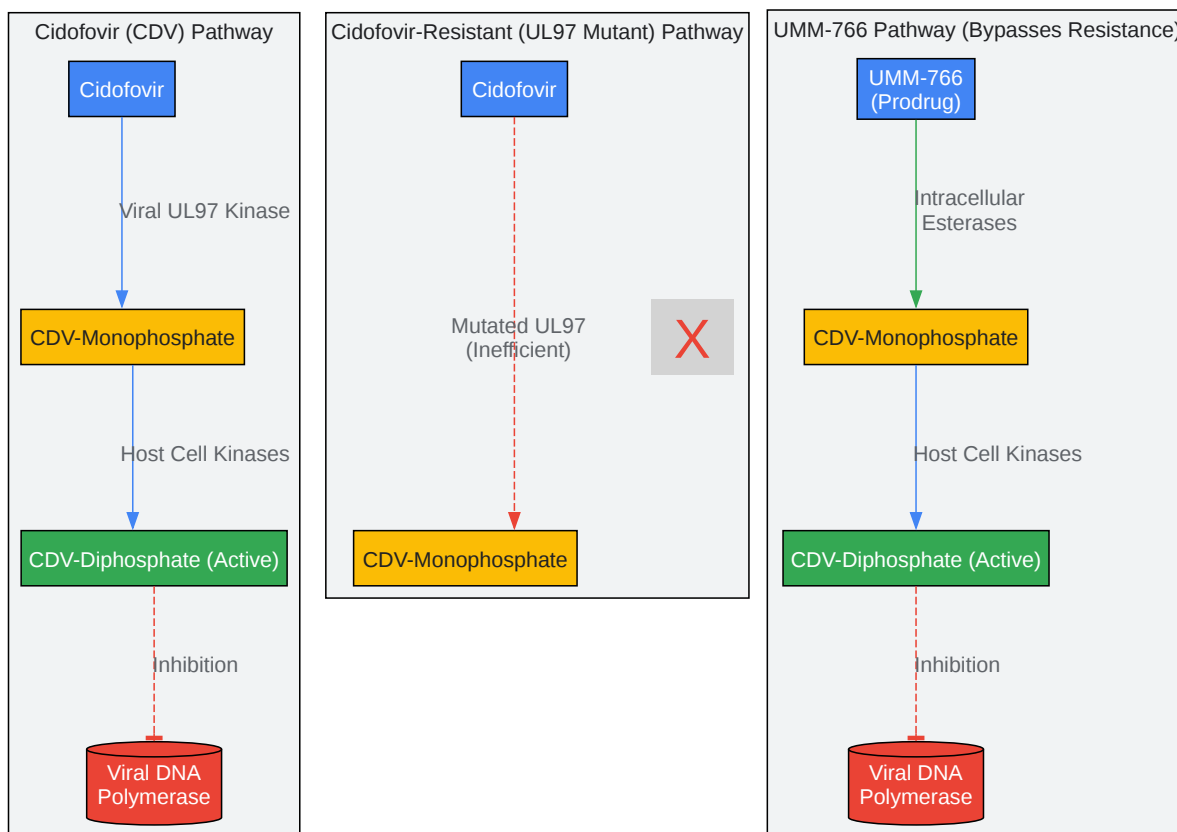 Cidofovir (CDV) Pathway
Cidofovir
Viral UL97 Kinase
CDV-Monophosphate
Host Cell Kinases
CDV-Diphosphate (Active)
Inhibition
Viral DNA
Polymerase
Cidofovir-Resistant (UL97 Mutant) Pathway
Cidofovir
Mutated UL97
(Inefficient)
X
CDV-Monophosphate
UMM-766 Pathway (Bypasses Resistance)
UMM-766
(Prodrug)
Intracellular
Esterases
CDV-Monophosphate
Host Cell Kinases
CDV-Diphosphate (Active)
Inhibition
Viral DNA
Polymerase